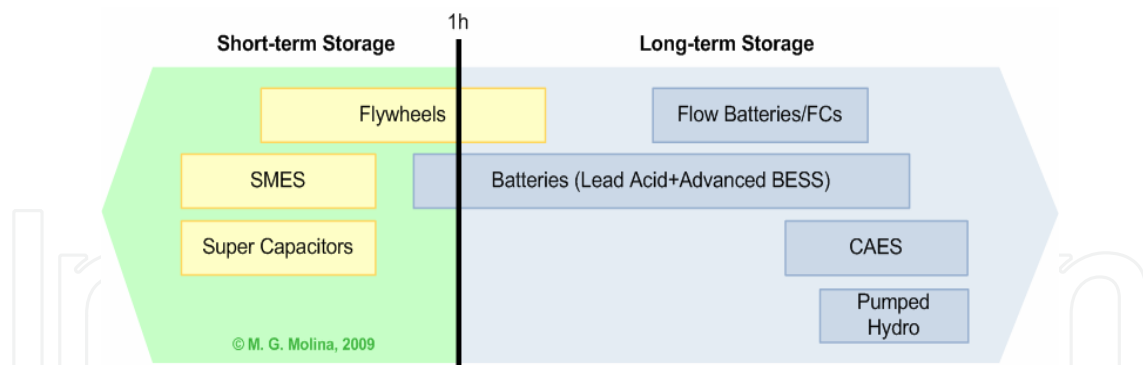 1h
Short-term Storage
Long-term Storage
Flywheels
Flow Batteries/FCs
SMES
Batteries (Lead Acid+Advanced BESS)
Super Capacitors
CAES
Pumped
Hydro
© M. G. Molina, 2009